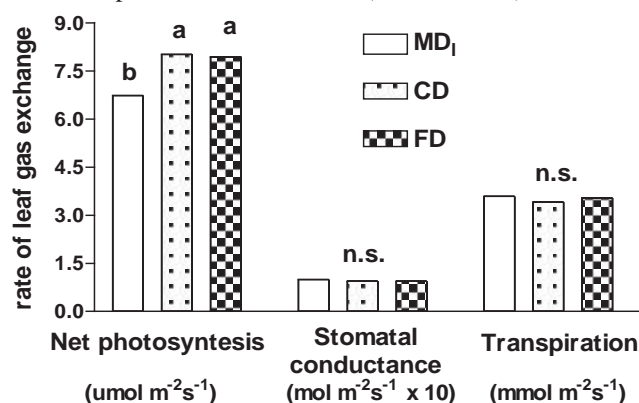 rate of leaf gas exchange
9.0
7.5
6.0
4.5
3.0
1.5
0.0
b
a
a
n.s.
n.s.
MDI
CD
FD
Net photosyntesis
(umol m-2s-1)
Stomatal
conductance
(mol m-2s-1 x 10)
Transpiration
(mmol m-2s-1)